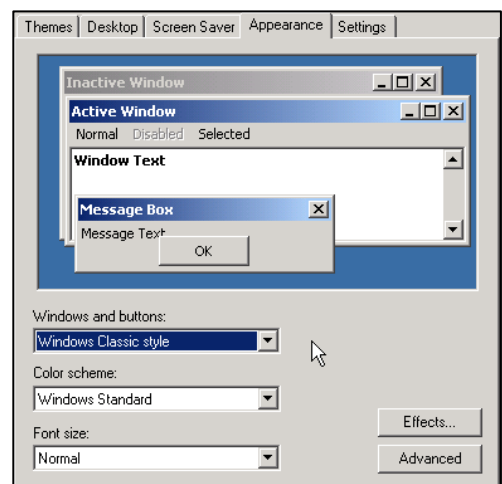 Themes Desktop Screen Saver Appearance Settings
Inactive Window
Active Window
Normal Disabled Selected
Window Text
Message Box
Message Text
OK
Windows and buttons:
Windows Classic style
Color scheme:
Windows Standard
Effects...
Font size:
Normal
Advanced